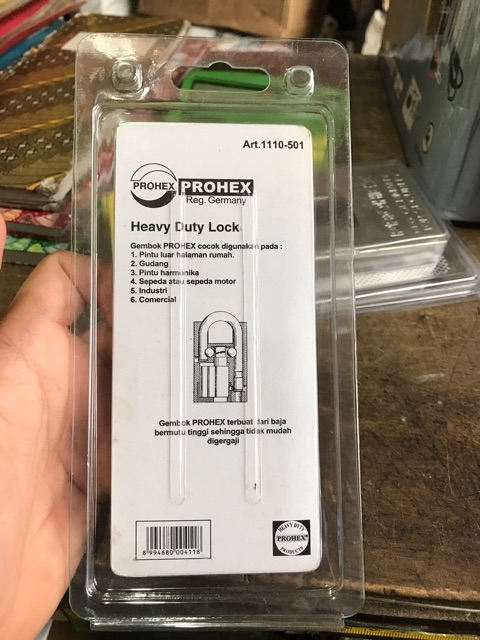 Art.1110-501
PROHEX PROHEX
Reg. Germany
Heavy Duty Lock
Gembok PROHEX cocok digunakan pada :
1. Pintu luar halaman rumah.
2. Gudang
3. Pintu harmonika
4. Sepeda atau sepeda motor
5. Industri
6. Comercial
Gembok PROHEX terbuat dari baja
bermutu tinggi sehingga tidak mudah
digergaji
8 994680 004118
HEAVY DUTY
PROHEX
PRODUCTS